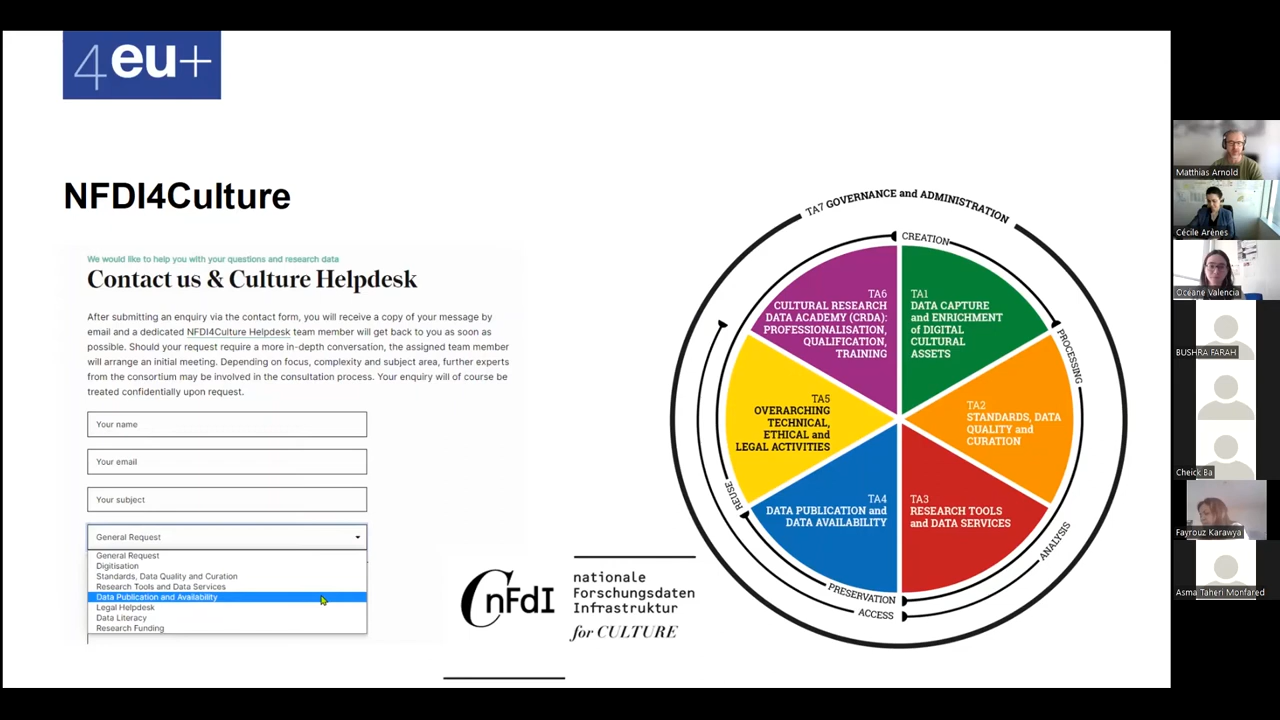 4eu+
NFDI4Culture
We would like to help you with your questions and research data
Contact us & Culture Helpdesk
After submitting an enquiry via the contact form, you will receive a copy of your message by
email and a dedicated NFDI4Culture Helpdesk team member will get back to you as soon as
possible. Should your request require a more in-depth conversation, the assigned team member
will arrange an initial meeting. Depending on focus, complexity and subject area, further experts
from the consortium may be involved in the consultation process. Your enquiry will of course be
treated confidentially upon request.
Your name
Your email
Your subject
General Request
General Request
Digitisation
Standards, Data Quality and Curation
Research Tools and Data Services
Data Publication and Availability
Legal Helpdesk
Data Literacy
Research Funding
nFdI
nationale
Forschungsdaten
Infrastruktur
for CULTURE
TA7 GOVERNANCE and ADMINISTRATION
CREATION
PROCESSING
ANALYSIS
PRESERVATION
ACCESS
REUSE
TA6
CULTURAL RESEARCH
DATA ACADEMY (CRDA):
PROFESSIONALISATION,
QUALIFICATION,
TRAINING
TA1
DATA CAPTURE
and ENRICHMENT
of DIGITAL
CULTURAL
ASSETS
TA5
OVERARCHING
TECHNICAL,
ETHICAL and
LEGAL ACTIVITIES
TA2
STANDARDS, DATA
QUALITY and
CURATION
TA4
DATA PUBLICATION and
DATA AVAILABILITY
TA3
RESEARCH TOOLS
and DATA SERVICES
Matthias Arnold
Cécile Arènes
Océane Valencia
BUSHRA FARAH
Cheick Ba
Fayrouz Karawya
Asma Taheri Monfared